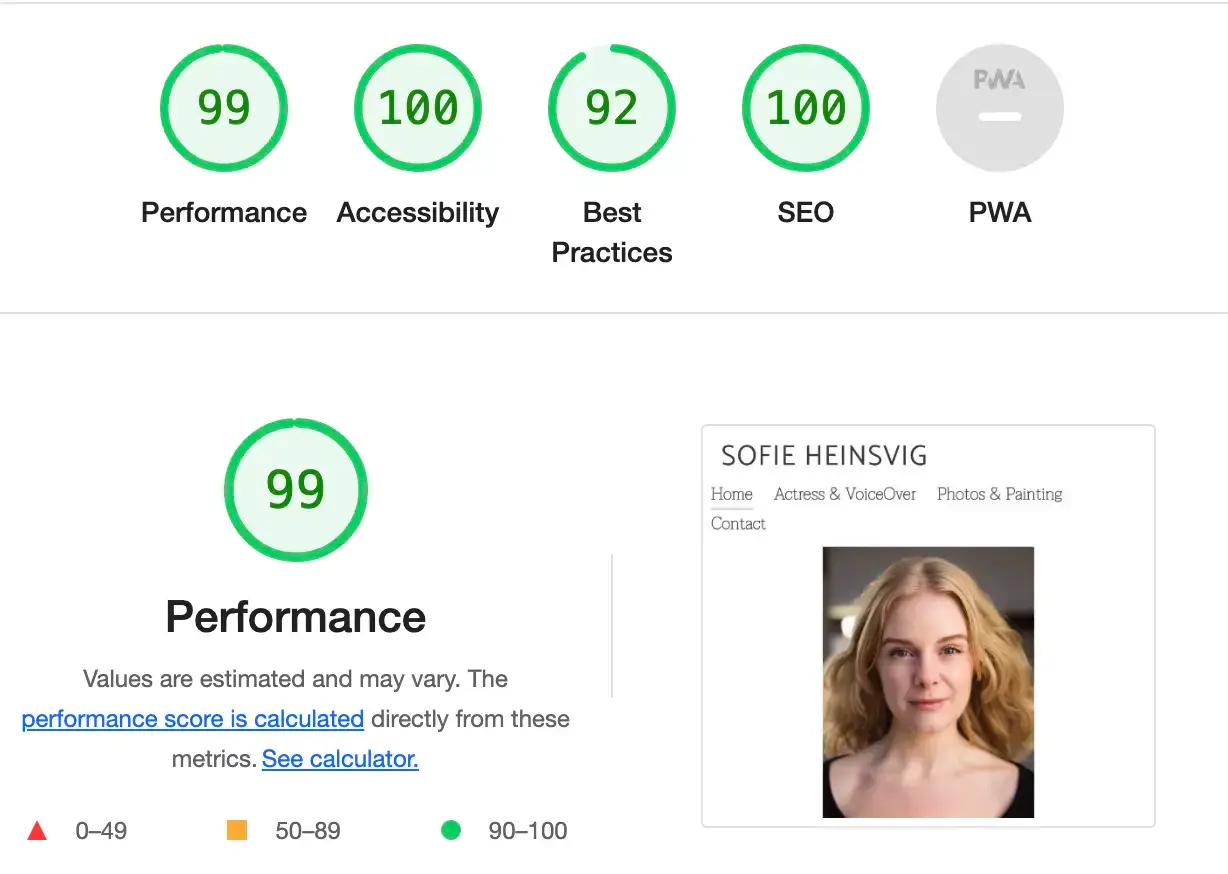 99
100
92
100
PWA
Performance
Accessibility
Best
Practices
SEO
PWA
99
Performance
Values are estimated and may vary. The
performance score is calculated directly from these
metrics. See calculator.
0–49
50–89
90–100
SOFIE HEINSVIG
Home Actress & VoiceOver Photos & Painting
Contact